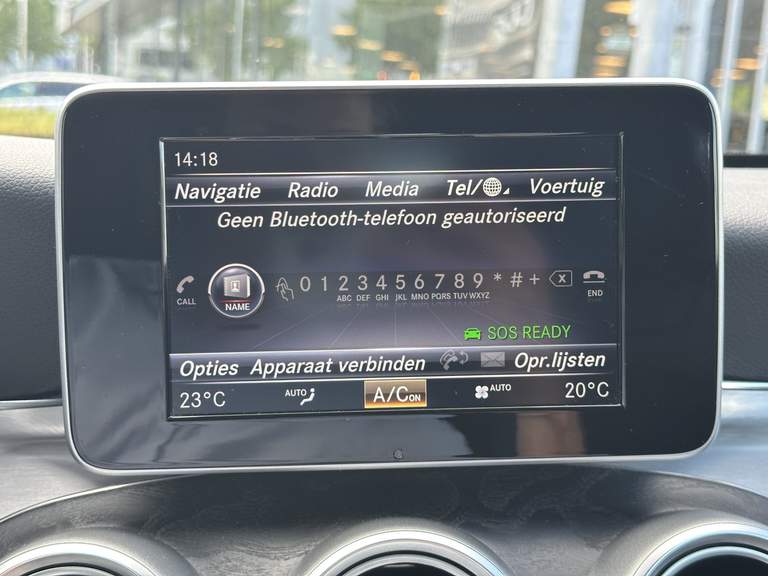 14:18
Navigatie Radio Media Tel/ Voertuig
Geen Bluetooth-telefoon geautoriseerd
CALL NAME 0 1 2 3 4 5 6 7 8 9 * # + X END
ABC DEF GHI JKL MNO PQRS TUV WXYZ
SOS READY
Opties Apparaat verbinden Opr.lijsten
23°C AUTO A/C ON AUTO 20°C